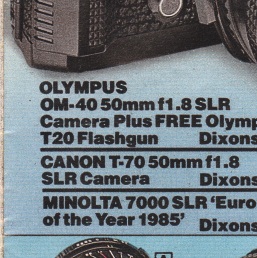 OLYMPUS
OM-40 50mm f1.8 SLR
Camera Plus FREE Olymp
T20 Flashgun Dixons
CANON T-70 50mm f1.8
SLR Camera Dixons
MINOLTA 7000 SLR 'Euro
of the Year 1985' Dixons